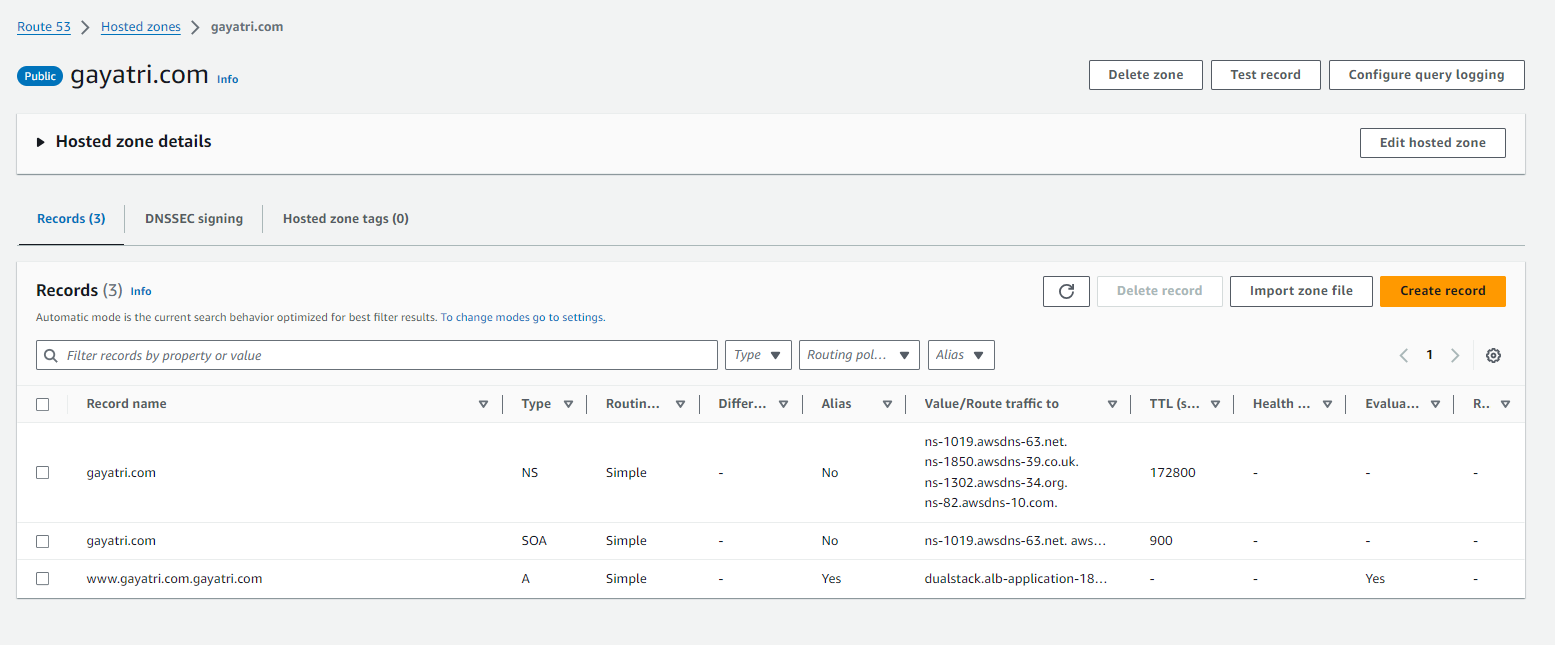 Route 53 > Hosted zones > gayatri.com
Public gayatri.com Info
Delete zone Test record Configure query logging
Hosted zone details
Edit hosted zone
Records (3) DNSSEC signing Hosted zone tags (0)
Records (3) Info
Delete record Import zone file Create record
Automatic mode is the current search behavior optimized for best filter results. To change modes go to settings.
Filter records by property or value Type Routing pol... Alias 1
Record name Type Routin... Differ... Alias Value/Route traffic to TTL (s... Health ... Evalua... R..
gayatri.com NS Simple - No ns-1019.awsdns-63.net.
ns-1850.awsdns-39.co.uk.
ns-1302.awsdns-34.org.
ns-82.awsdns-10.com. 172800 - - -
gayatri.com SOA Simple - No ns-1019.awsdns-63.net. aws... 900 - - -
www.gayatri.com.gayatri.com A Simple - Yes dualstack.alb-application-18... - - Yes -